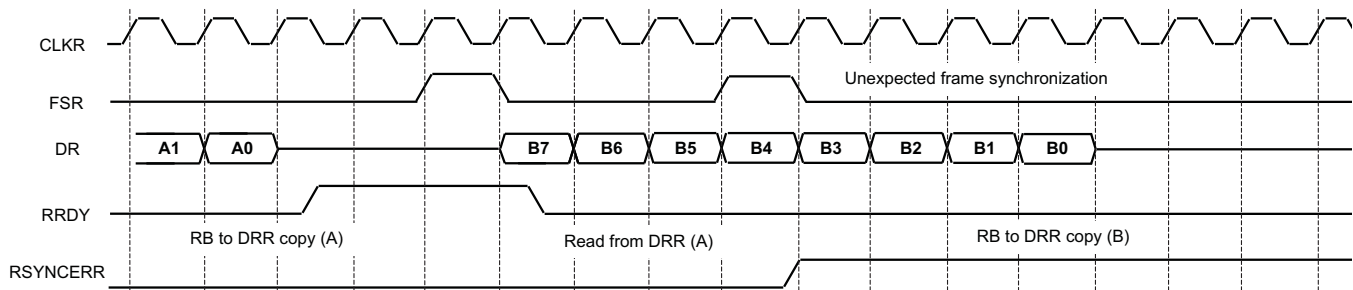 CLKR
FSR
Unexpected frame synchronization
DR
A1 A0 B7 B6 B5 B4 B3 B2 B1 B0
RRDY
RB to DRR copy (A)
Read from DRR (A)
RB to DRR copy (B)
RSYNCERR